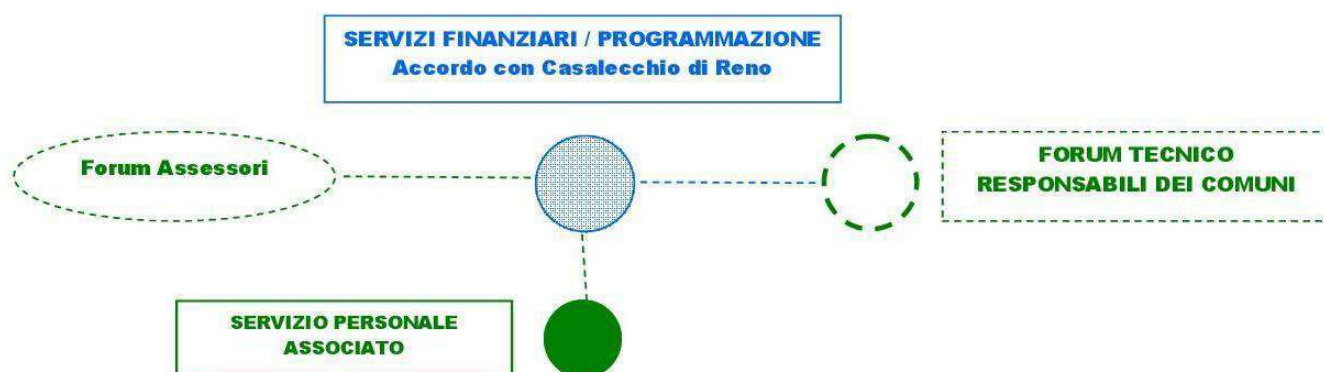 SERVIZI FINANZIARI / PROGRAMMAZIONE
Accordo con Casalecchio di Reno
Forum Assessori
FORUM TECNICO
RESPONSABILI DEI COMUNI
SERVIZIO PERSONALE
ASSOCIATO